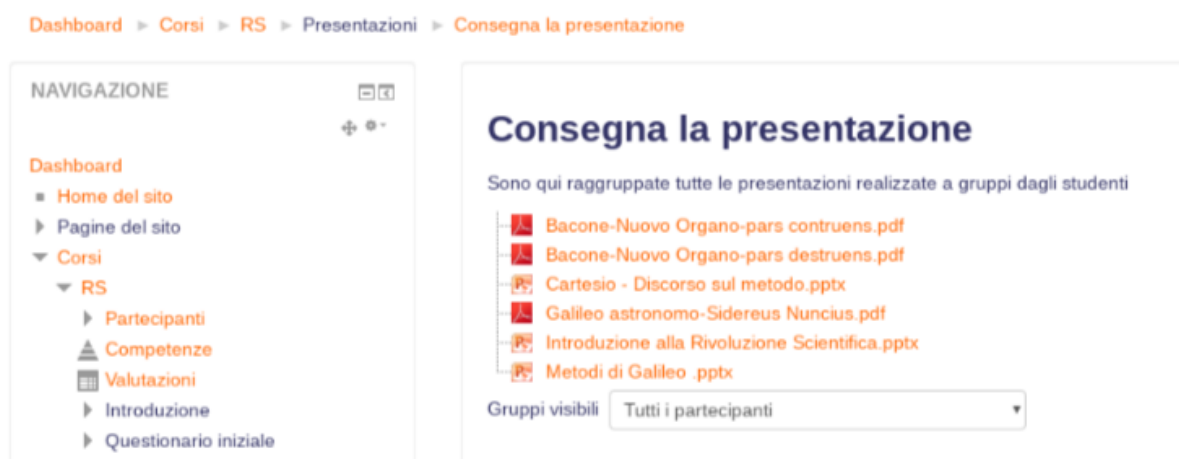 Dashboard ► Corsi ► RS ► Presentazioni ► Consegna la presentazione
NAVIGAZIONE
Dashboard
Home del sito
Pagine del sito
Corsi
RS
Partecipanti
Competenze
Valutazioni
Introduzione
Questionario iniziale
Consegna la presentazione
Sono qui raggruppate tutte le presentazioni realizzate a gruppi dagli studenti
Bacone-Nuovo Organo-pars contruens.pdf
Bacone-Nuovo Organo-pars destruens.pdf
Cartesio - Discorso sul metodo.pptx
Galileo astronomo-Sidereus Nuncius.pdf
Introduzione alla Rivoluzione Scientifica.pptx
Metodi di Galileo .pptx
Gruppi visibili Tutti i partecipanti